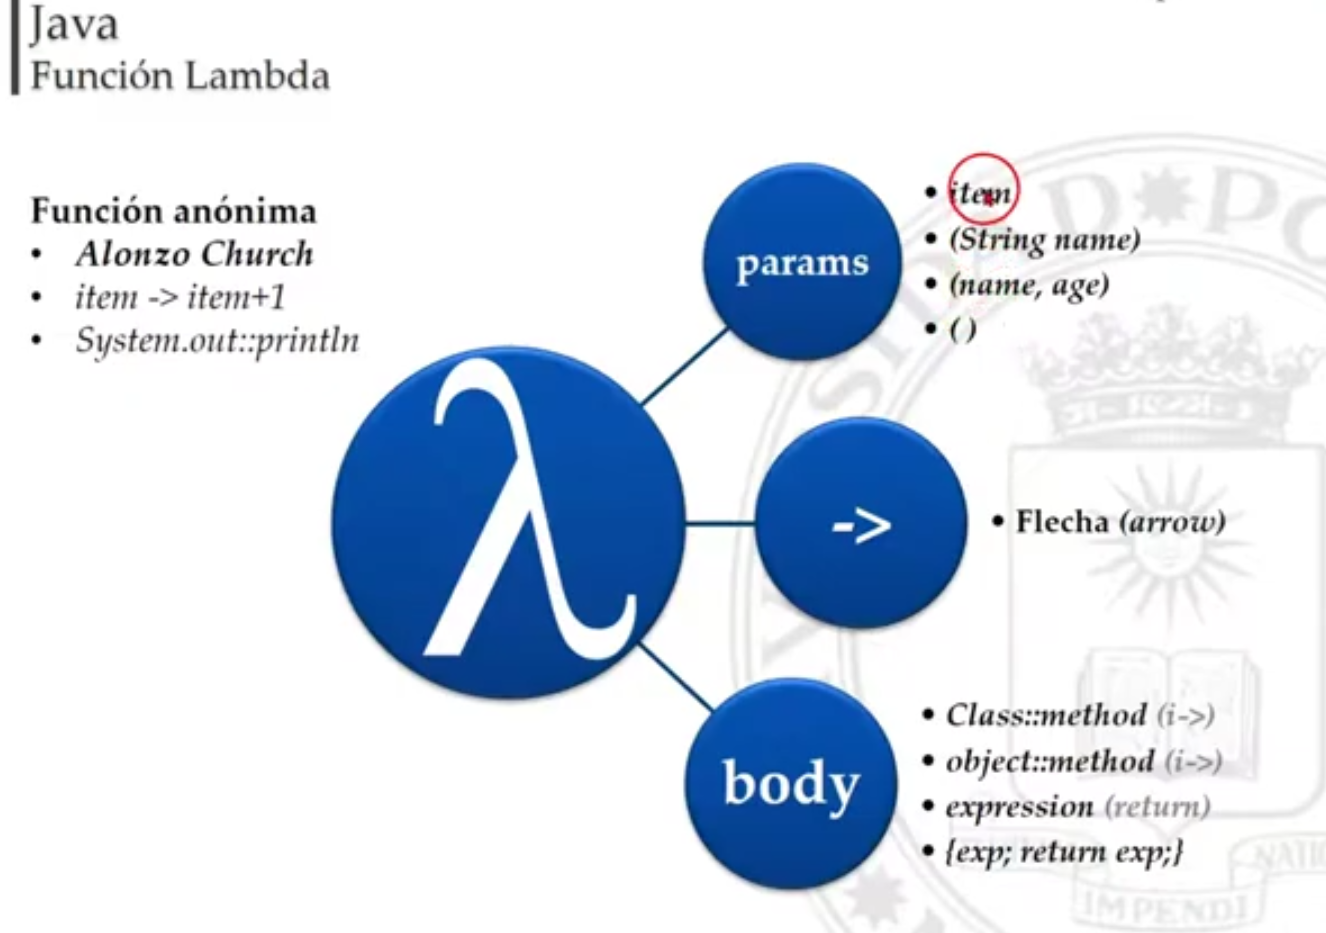 Java
Función Lambda
Función anónima
• Alonzo Church
• item -> item+1
• System.out::println
λ
params
• item
• (String name)
• (name, age)
• ( )
->
• Flecha (arrow)
body
• Class::method (i->)
• object::method (i->)
• expression (return)
• {exp; return exp;}
IMPENDI